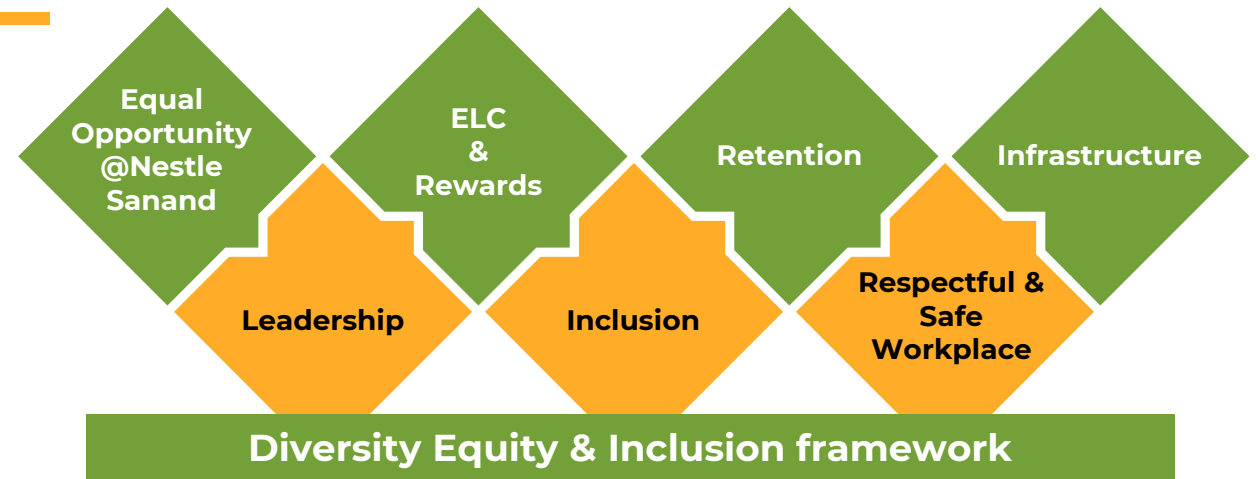 Equal
Opportunity
@Nestle
Sanand
ELC
&
Rewards
Retention
Infrastructure
Leadership
Inclusion
Respectful &
Safe
Workplace
Diversity Equity & Inclusion framework